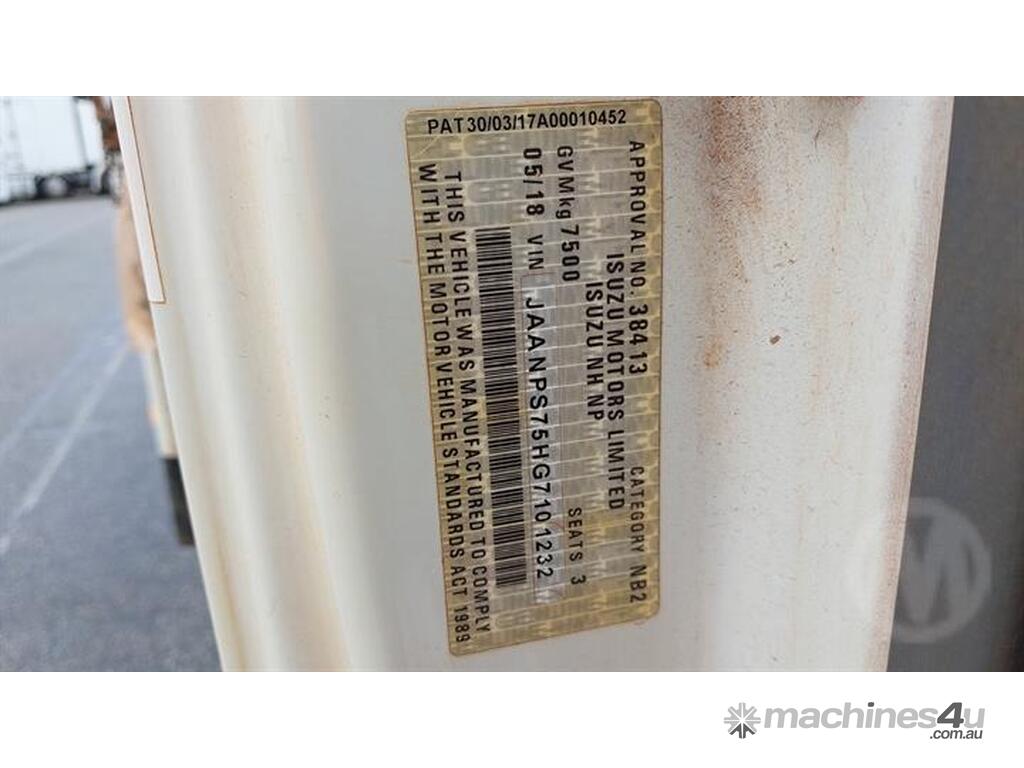 PAT30/03/17A00010452
APPROVAL NO. 38413 CATEGORY NB2
ISUZU MOTORS LIMITED
ISUZU NH NP
GVMkg 7500 SEATS 3
05/18 VIN JAANPS75HG7101232
THIS VEHICLE WAS MANUFACTURED TO COMPLY
WITH THE MOTOR VEHICLE STANDARDS ACT 1989
M
machines4u
.com.au